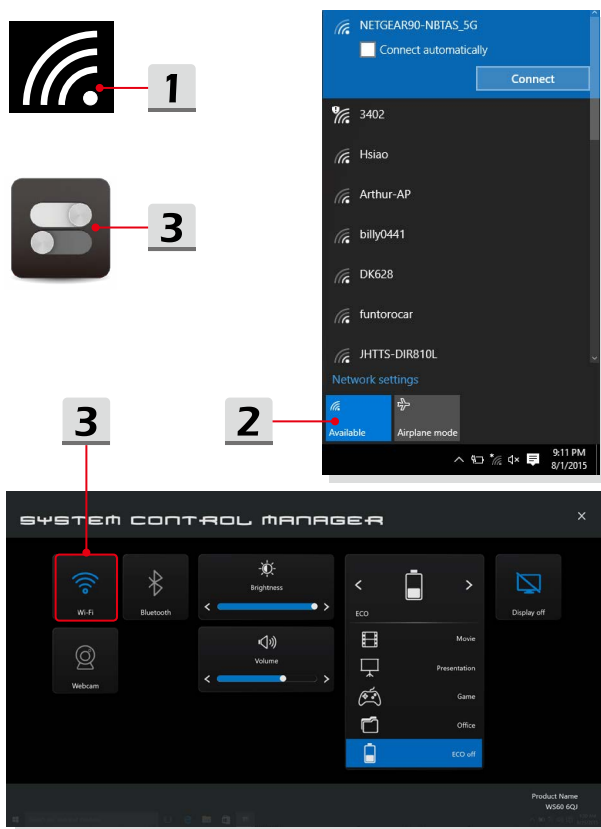 1
3
NETGEAR90-NBTAS_5G
Connect automatically
Connect
3402
Hsiao
Arthur-AP
billy0441
DK628
funtorocar
JHTTS-DIR810L
Network settings
Available
Airplane mode
2
9:11 PM
8/1/2015
3
SYSTEM CONTROL MANAGER
Wi-Fi
Bluetooth
Brightness
ECO
Display off
Webcam
Volume
Movie
Presentation
Game
Office
ECO off
Product Name
WS60 6QJ